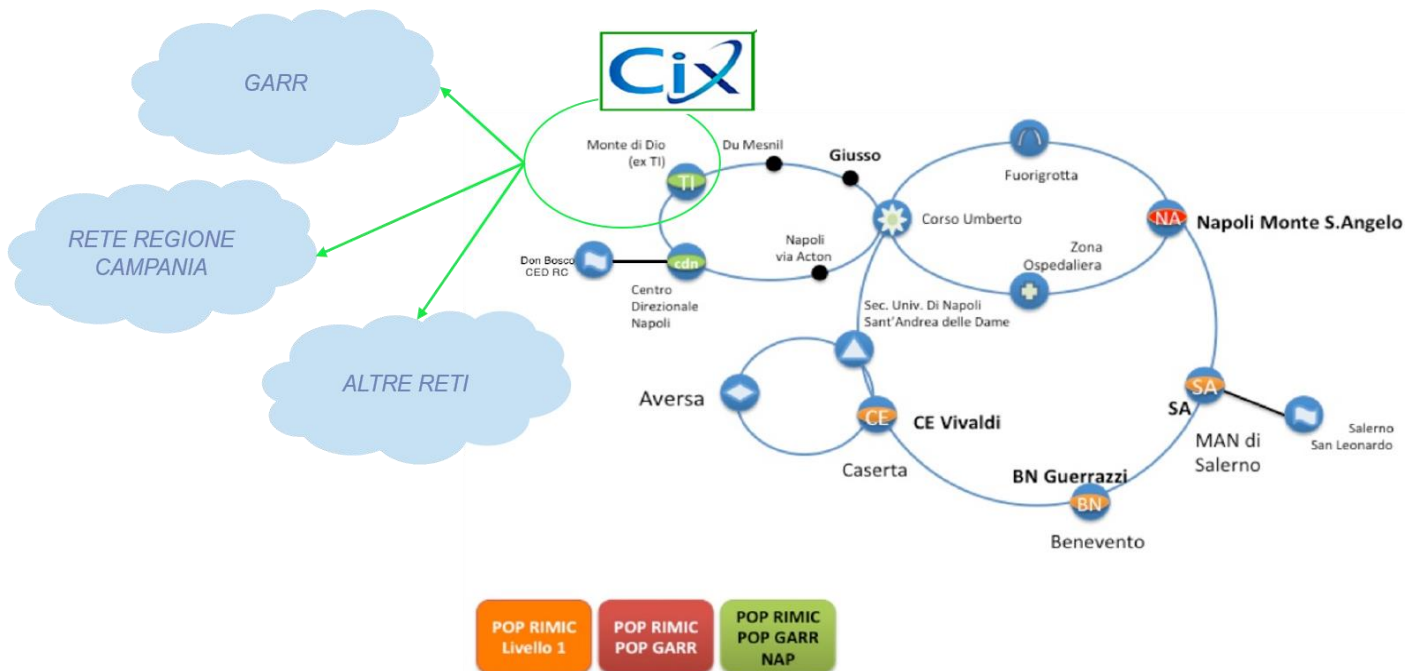 Cix
GARR
Monte di Dio
(ex TI)
Du Mesnil
Giusso
Fuorigrotta
TI
Corso Umberto
NA
Napoli Monte S.Angelo
RETE REGIONE
CAMPANIA
Don Bosco
CED RC
cdn
Napoli
via Acton
Zona
Ospedaliera
Centro
Direzionale
Napoli
Sec. Univ. Di Napoli
Sant'Andrea delle Dame
ALTRE RETI
Aversa
CE
CE Vivaldi
Caserta
SA
SA
MAN di
Salerno
Salerno
San Leonardo
BN Guerrazzi
BN
Benevento
POP RIMIC
Livello 1
POP RIMIC
POP GARR
POP RIMIC
POP GARR
NAP